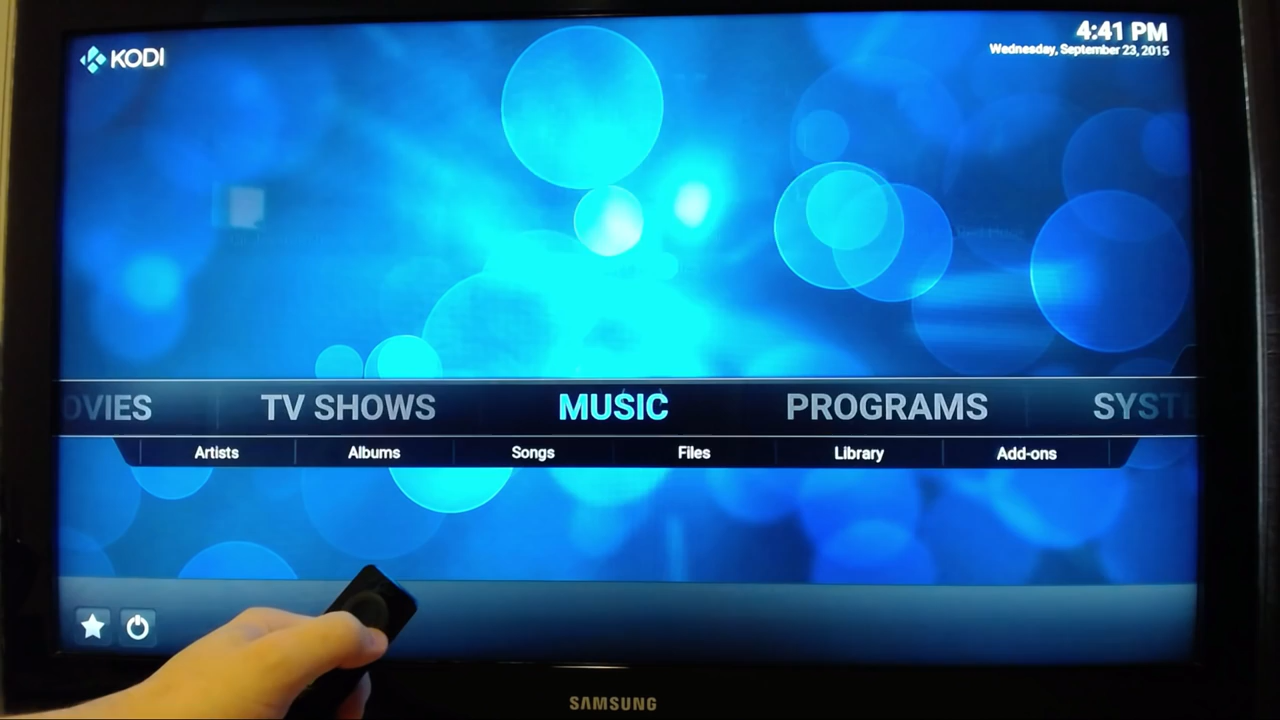 KODI
4:41 PM
Wednesday, September 23, 2015
OVIES TV SHOWS MUSIC PROGRAMS SYSTE
Artists Albums Songs Files Library Add-ons
SAMSUNG